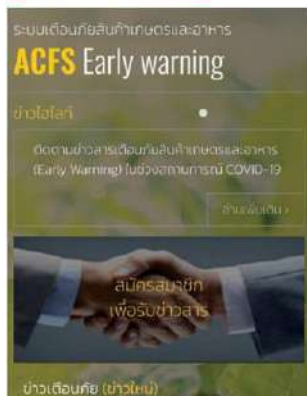 ระบบเตือนภัยสินค้าเกษตรและอาหาร
ACFS Early warning
ข่าวไฮไลท์
ติดตามข่าวสารเตือนภัยสินค้าเกษตรและอาหาร
(Early Warning) ในช่วงสถานการณ์ COVID-19
อ่านเพิ่มเติม ›
สมัครสมาชิก
เพื่อรับข่าวสาร
ข่าวเตือนภัย (ข่าวใหม่)